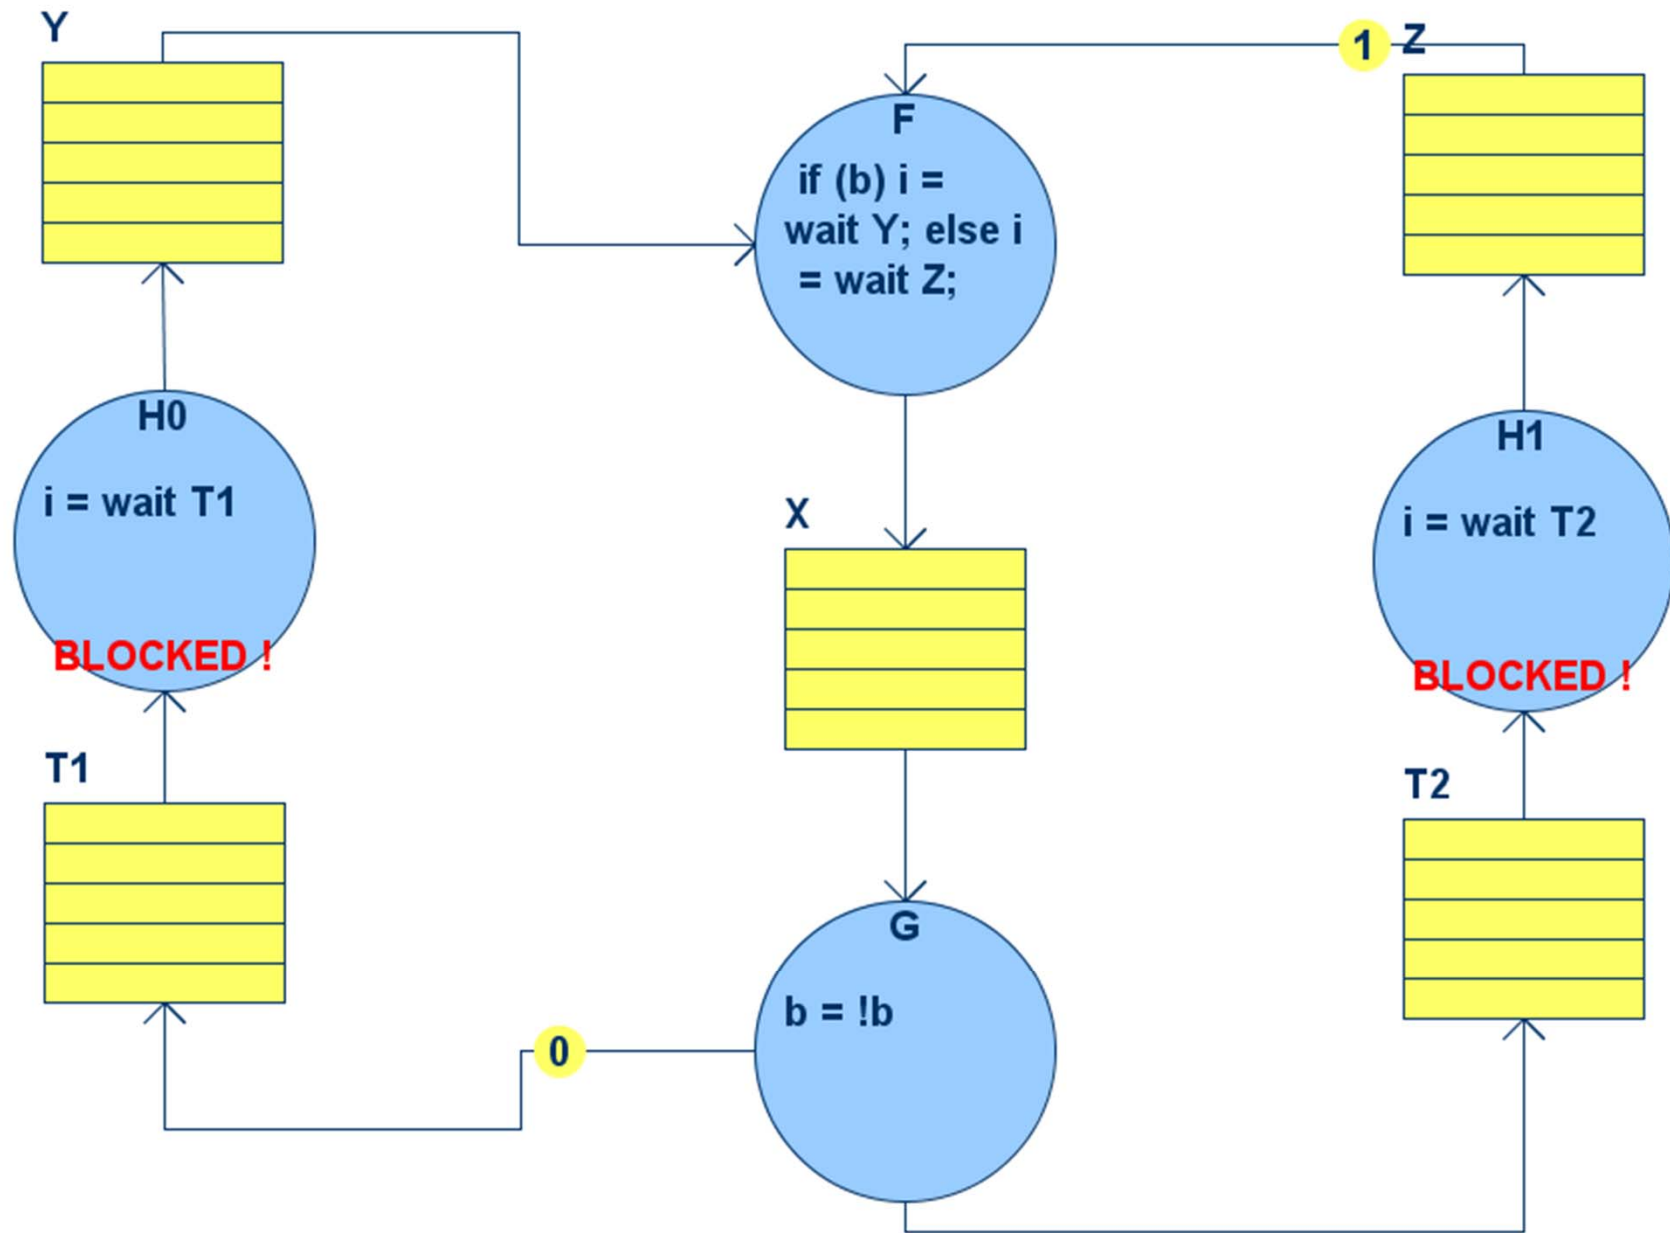 Y
1
Z
F
if (b) i =
wait Y; else i
= wait Z;
H0
i = wait T1
BLOCKED !
H1
i = wait T2
BLOCKED !
X
T1
T2
G
b = !b
0